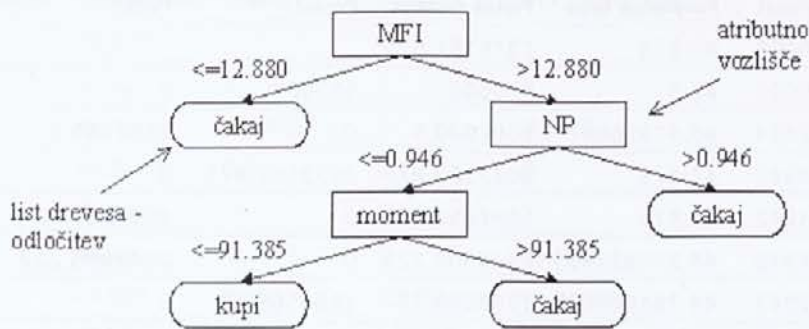 MFI
atributno
vozlišče
<=12.880
>12.880
čakaj
NP
<=0.946
>0.946
list drevesa -
odločitev
moment
čakaj
<=91.385
>91.385
kupi
čakaj